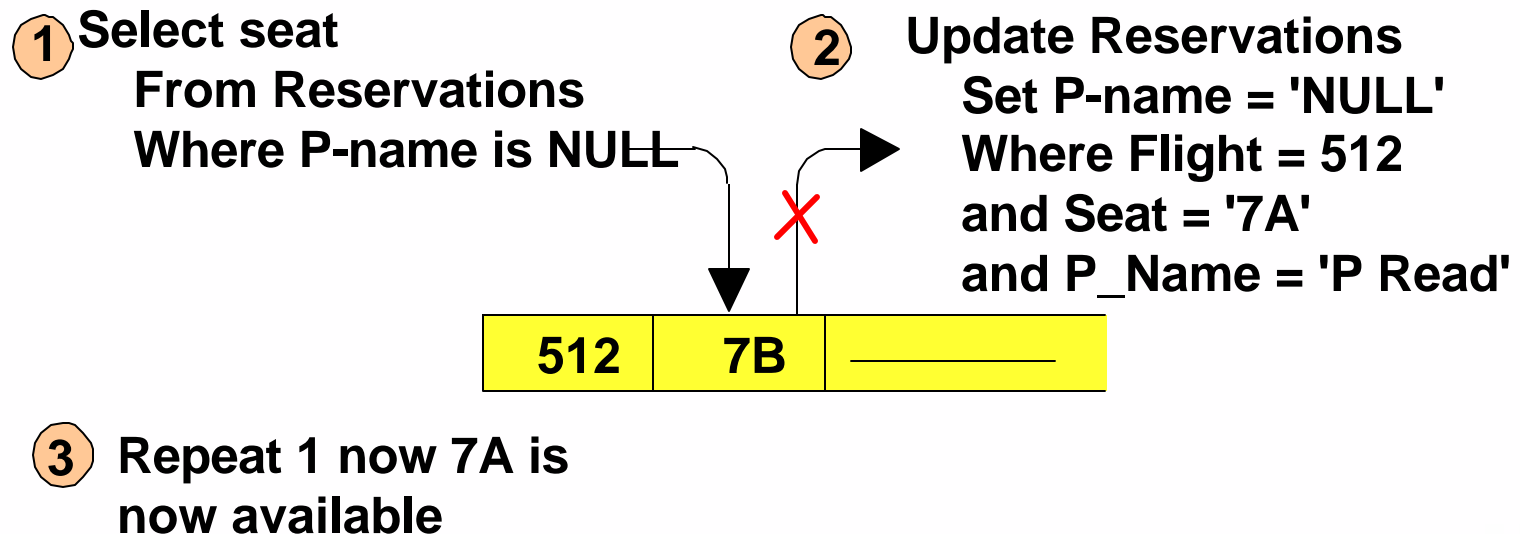 1 Select seat
From Reservations
Where P-name is NULL
2 Update Reservations
Set P-name = 'NULL'
Where Flight = 512
and Seat = '7A'
and P_Name = 'P Read'
512 7B
3 Repeat 1 now 7A is
now available